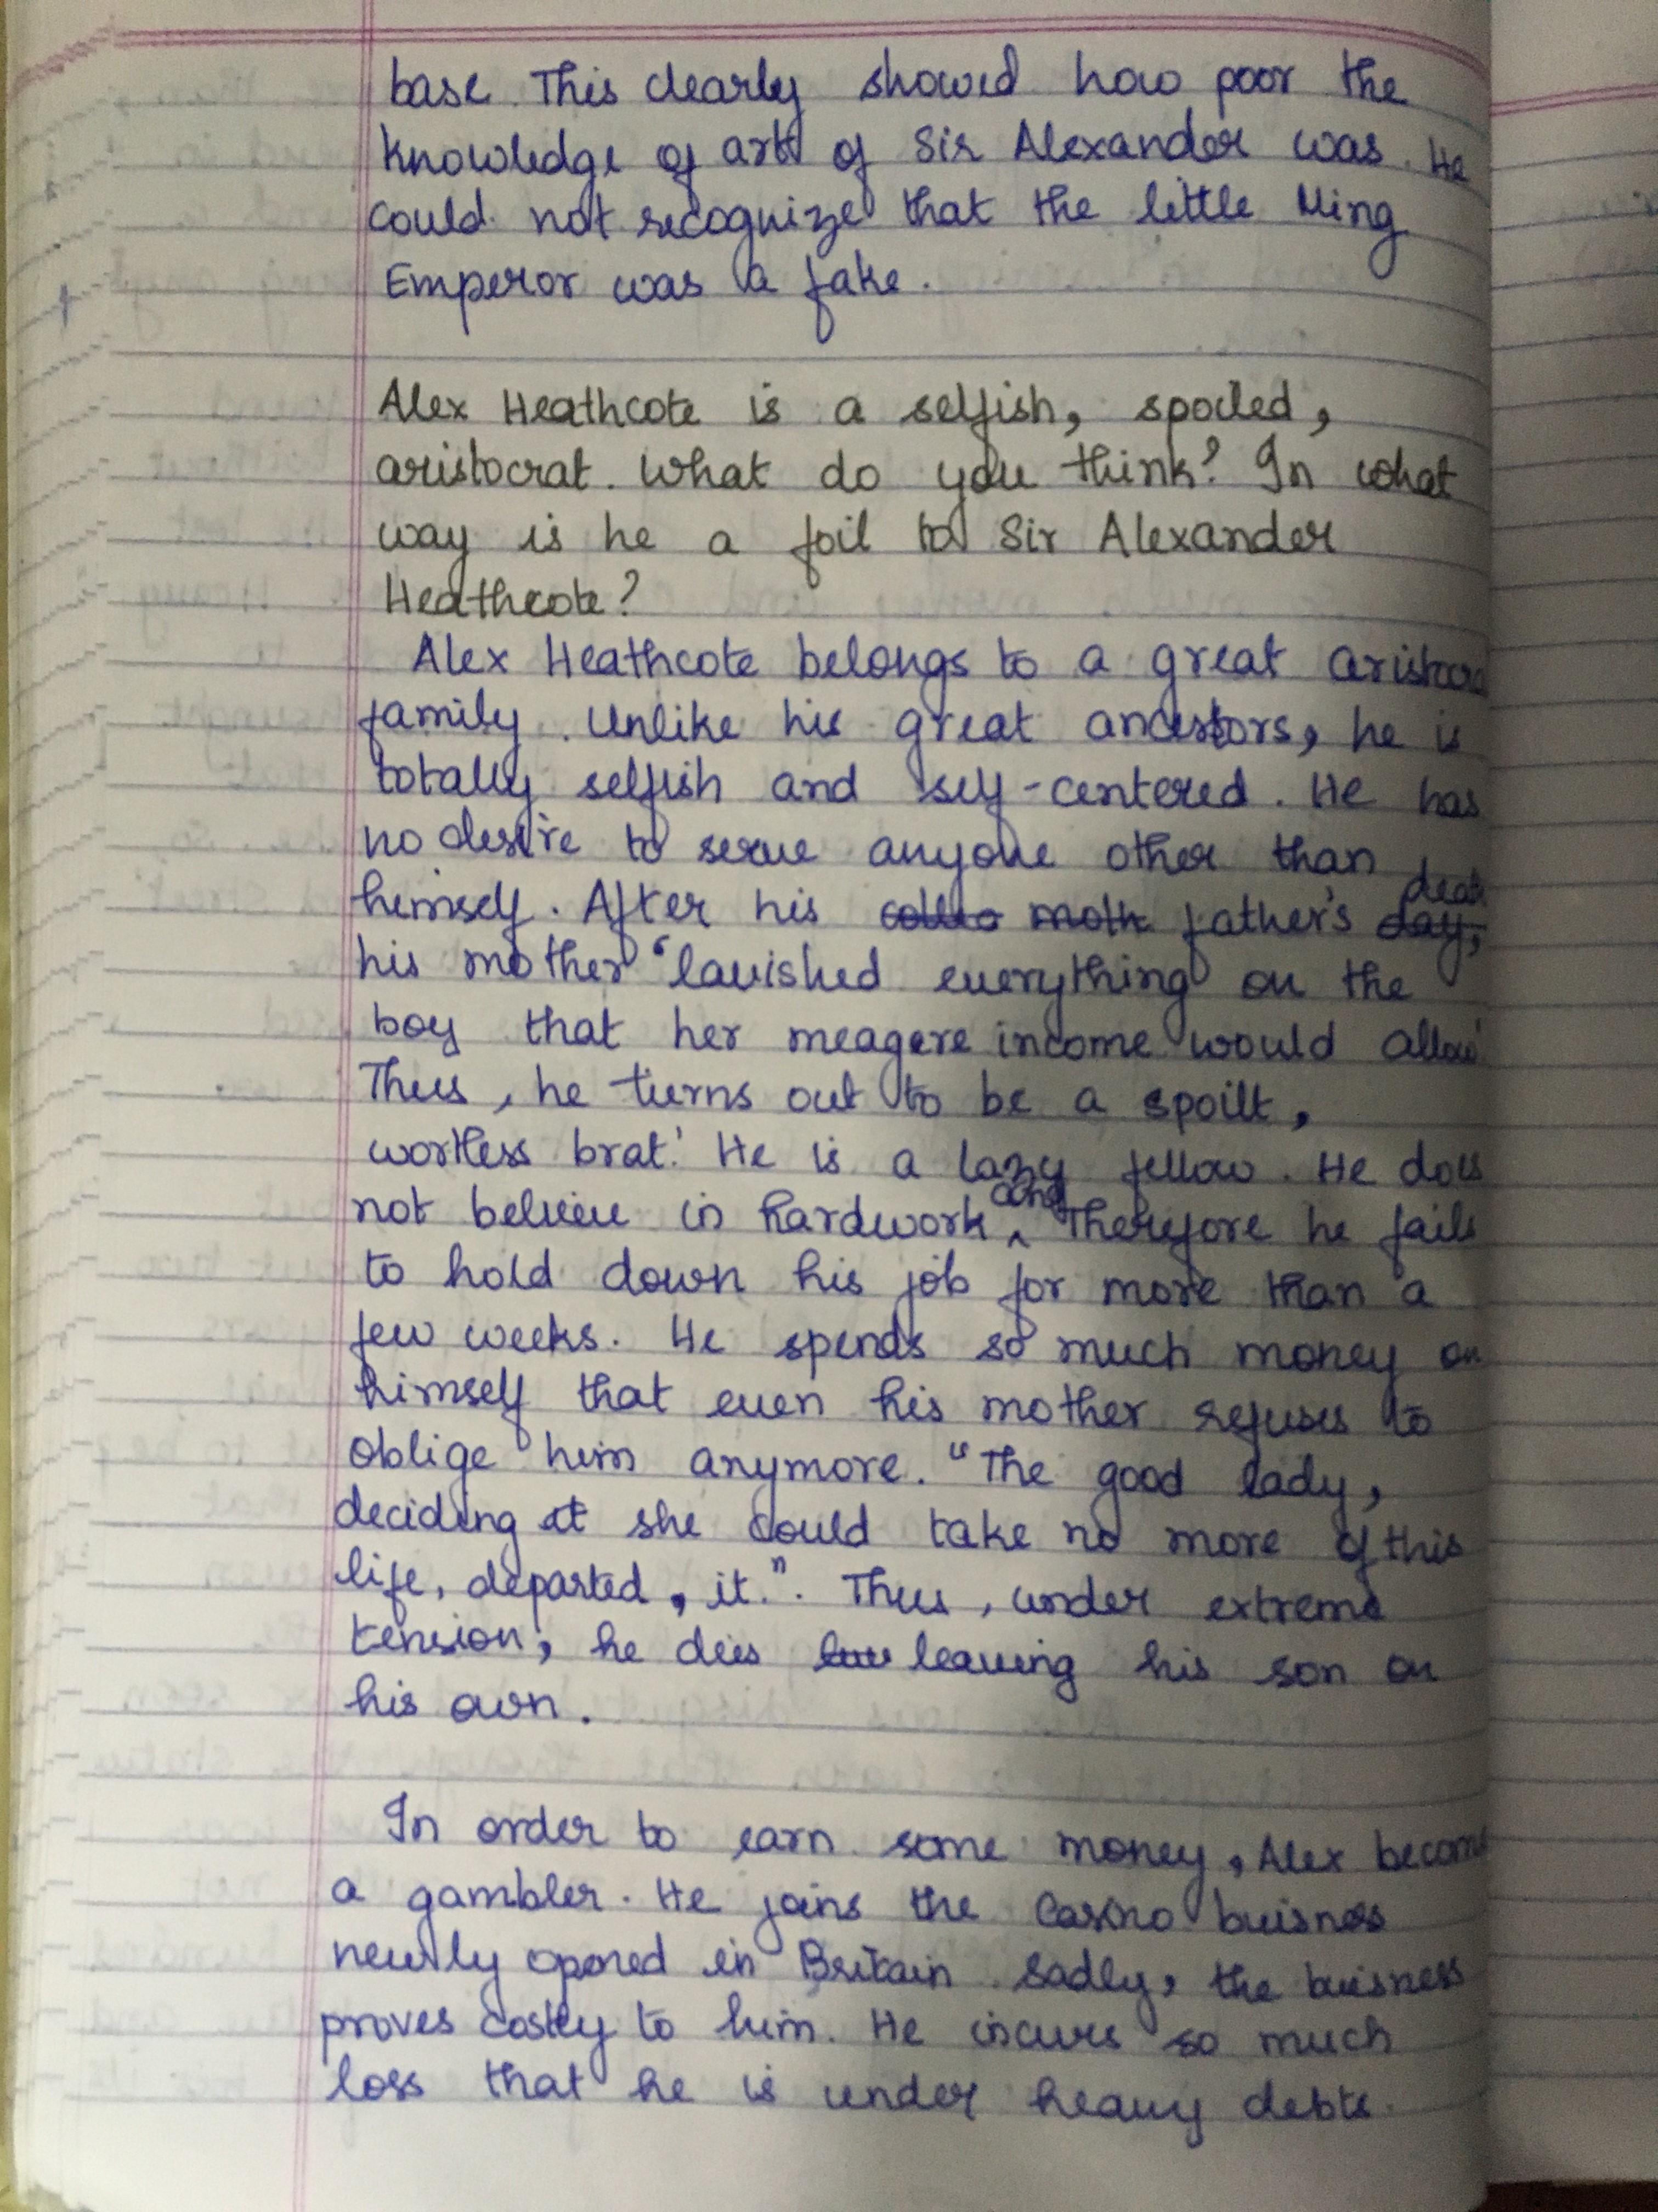 base. This clearly showed how poor the
knowledge of art of Sir Alexander was. He
could not recognize that the little Ming
Emperor was a fake.
Alex Heathcote is a selfish, spoiled,
aristocrat. What do you think? In what
way is he a foil to Sir Alexander
Heathcote?
Alex Heathcote belongs to a great
family. Unlike his great ancestors, he is
totally selfish and self-centered. He has
no desire to serve anyone other than
himself. After his father's
his mother 'lavished everything on the
boy that her meagere income would allow'
Thus, he turns out to be a spoilt,
wortless brat.' He is a lazy fellow. He does
not believe in hardwork and Therefore he fails
to hold down his job for more than a
few weeks. He spends so much money on
himself that even his mother refuses to
oblige him anymore. "The good lady,
deciding she could take no more of this
life, departed, it.". Thus, under extreme
tension, he dies leaving his son on
his own.
In order to earn some money, Alex
a gambler. He joins the Casino buisness
newly opened in Britain. Sadly, the buisness
proves costly to him. He incurs so much
loss that he is under heavy debts.